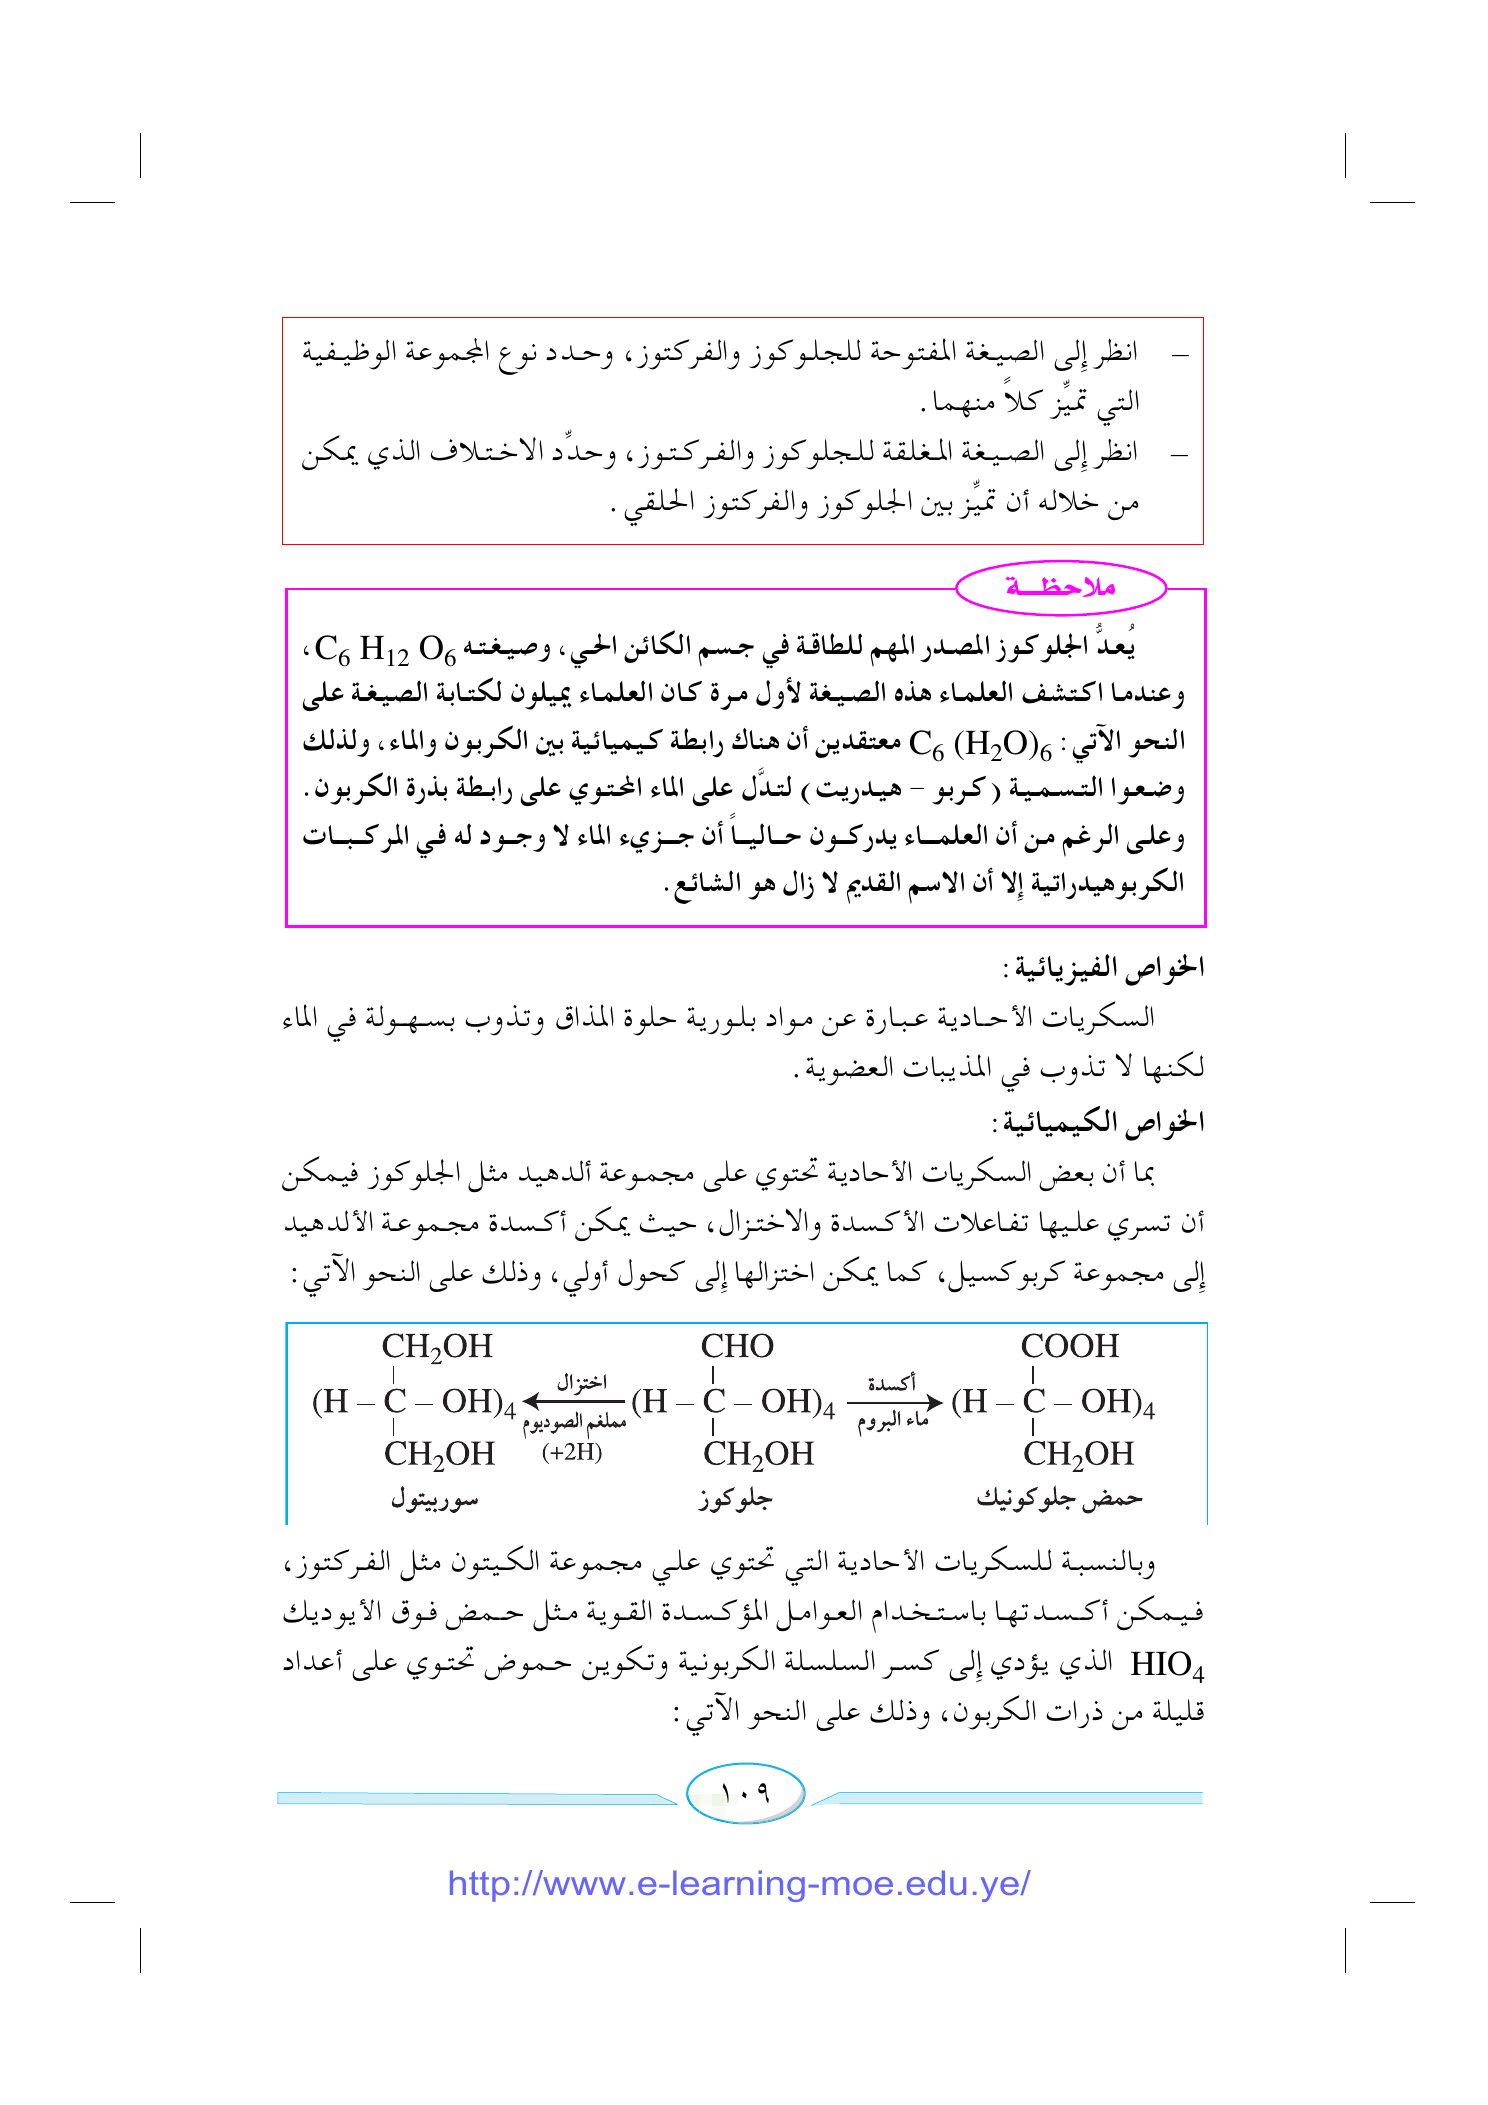 – انظر إلى الصيغة المفتوحة للجلوكوز والفركتوز، وحدد نوع المجموعة الوظيفية
التي تميِّز كلاً منهما.
– انظر إلى الصيغة المغلقة للجلوكوز والفركتوز، وحدِّد الاختلاف الذي يمكن
من خلاله أن تميِّز بين الجلوكوز والفركتوز الحلقي.
ملاحظة
يُعدُّ الجلوكوز المصدر المهم للطاقة في جسم الكائن الحي، وصيغته C6 H12 O6،
وعندما اكتشف العلماء هذه الصيغة لأول مرة كان العلماء يميلون لكتابة الصيغة على
النحو الآتي: C6 (H2O)6 معتقدين أن هناك رابطة كيميائية بين الكربون والماء، ولذلك
وضعوا التسمية (كربو – هيدريت) لتدَّل على الماء المحتوي على رابطة بذرة الكربون.
وعلى الرغم من أن العلماء يدركون حالياً أن جزيء الماء لا وجود له في المركبات
الكربوهيدراتية إلا أن الاسم القديم لا زال هو الشائع.
الخواص الفيزيائية:
السكريات الأحادية عبارة عن مواد بلورية حلوة المذاق وتذوب بسهولة في الماء
لكنها لا تذوب في المذيبات العضوية.
الخواص الكيميائية:
بما أن بعض السكريات الأحادية تحتوي على مجموعة ألدهيد مثل الجلوكوز فيمكن
أن تسري عليها تفاعلات الأكسدة والاختزال، حيث يمكن أكسدة مجموعة الألدهيد
إلى مجموعة كربوكسيل، كما يمكن اختزالها إلى كحول أولي، وذلك على النحو الآتي:
CH2OH CHO COOH
اختزال أكسدة
(H – C – OH)4 (H – C – OH)4 (H – C – OH)4
مملغم الصوديوم ماء البروم
CH2OH (+2H) CH2OH CH2OH
سوربيتول جلوكوز حمض جلوكونيك
وبالنسبة للسكريات الأحادية التي تحتوي علي مجموعة الكيتون مثل الفركتوز،
فيمكن أكسدتها باستخدام العوامل المؤكسدة القوية مثل حمض فوق الأيوديك
HIO4 الذي يؤدي إلى كسر السلسلة الكربونية وتكوين حموض تحتوي على أعداد
قليلة من ذرات الكربون، وذلك على النحو الآتي:
١٠٩
http://www.e-learning-moe.edu.ye/